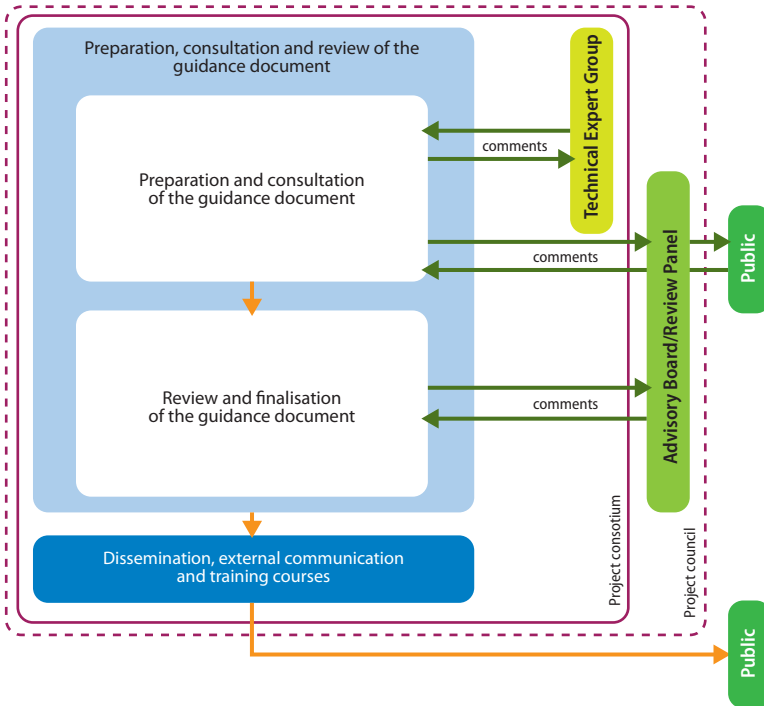 Preparation, consultation and review of the
guidance document
Technical Expert Group
comments
Preparation and consultation
of the guidance document
Advisory Board/Review Panel
Public
comments
Review and finalisation
of the guidance document
comments
Project consotium
Project council
Dissemination, external communication
and training courses
Public